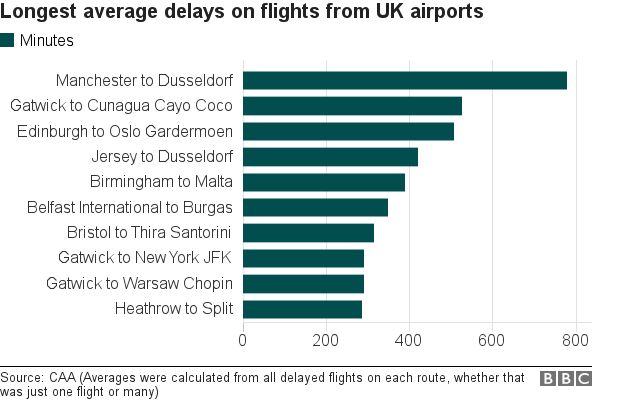 Longest average delays on flights from UK airports
Minutes
Manchester to Dusseldorf
Gatwick to Cunagua Cayo Coco
Edinburgh to Oslo Gardermoen
Jersey to Dusseldorf
Birmingham to Malta
Belfast International to Burgas
Bristol to Thira Santorini
Gatwick to New York JFK
Gatwick to Warsaw Chopin
Heathrow to Split
0 200 400 600 800
Source: CAA (Averages were calculated from all delayed flights on each route, whether that
was just one flight or many)
BBC